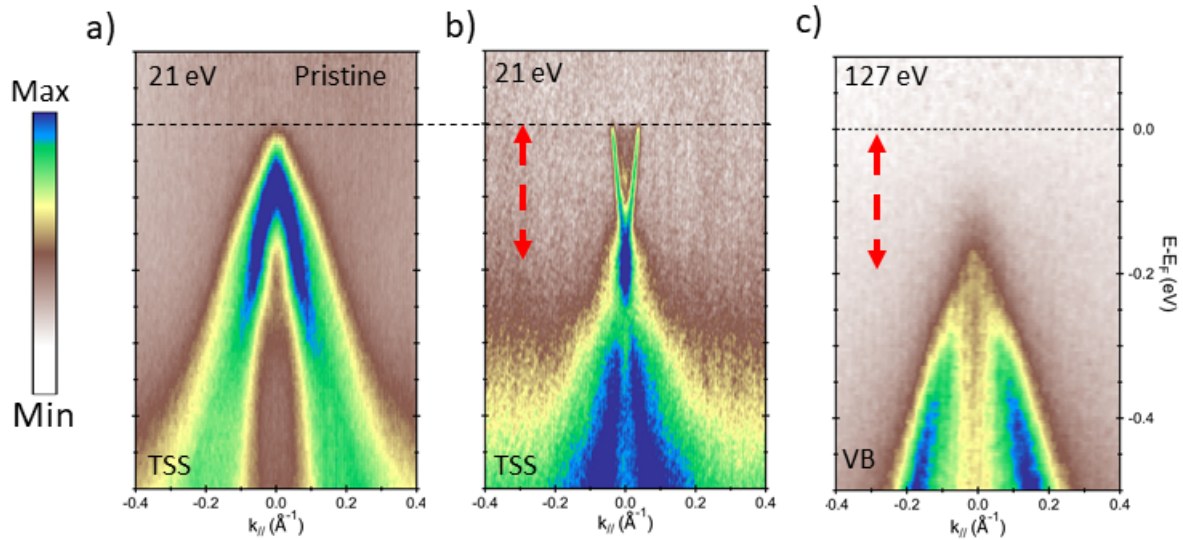 a)
b)
c)
Max
Min
21 eV Pristine
TSS
-0.4 -0.2 0.0 0.2 0.4
k// (Å-1)
21 eV
TSS
-0.4 -0.2 0.0 0.2 0.4
k// (Å-1)
127 eV
VB
0.0
-0.2
-0.4
E-EF (eV)
-0.4 -0.2 0.0 0.2 0.4
k// (Å-1)